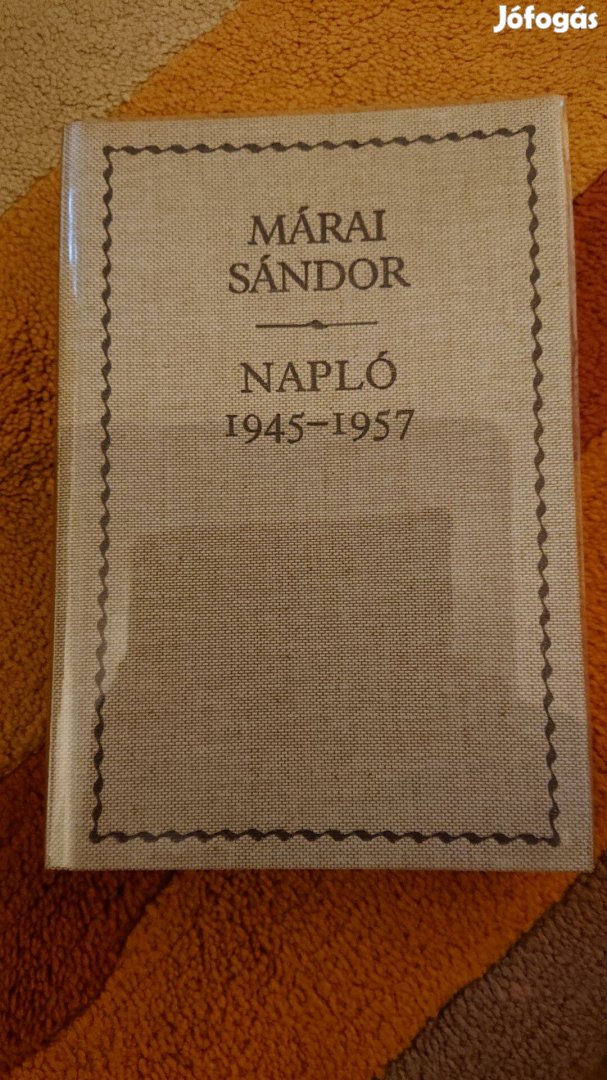 Jófogás
MÁRAI
SÁNDOR
NAPLÓ
1945–1957